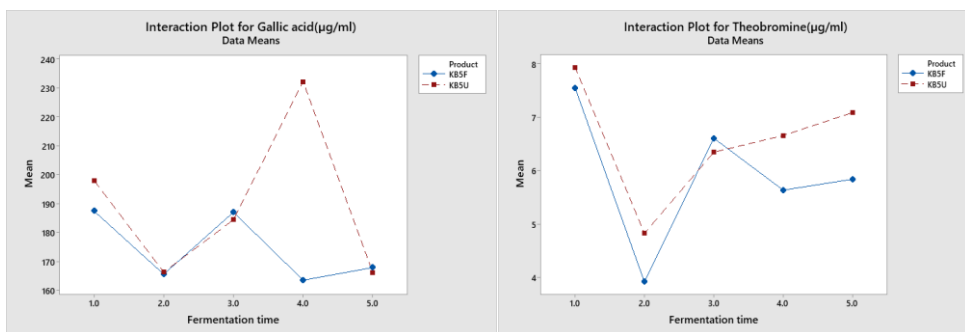 Interaction Plot for Gallic acid(µg/ml)
Data Means
240
230
220
210
200
190
180
170
160
Mean
1.0 2.0 3.0 4.0 5.0
Fermentation time
Product
KB5F
KB5U
Interaction Plot for Theobromine(µg/ml)
Data Means
8
7
6
5
4
Mean
1.0 2.0 3.0 4.0 5.0
Fermentation time
Product
KB5F
KB5U